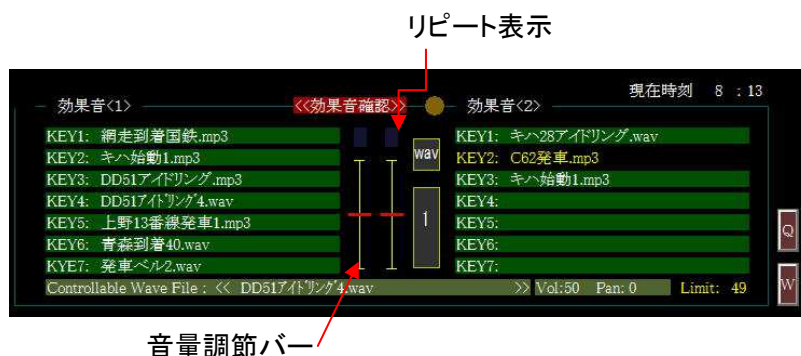 リピート表示
現在時刻 8 : 13
効果音<1> <<効果音確認>> 効果音<2>
KEY1: 網走到着国鉄.mp3
KEY2: キハ始動1.mp3
KEY3: DD51アイドリング.mp3
KEY4: DD51アイドリング4.wav
KEY5: 上野13番線発車1.mp3
KEY6: 青森到着40.wav
KYE7: 発車ベル2.wav
wav
1
KEY1: キハ28アイドリング.wav
KEY2: C62発車.mp3
KEY3: キハ始動1.mp3
KEY4:
KEY5:
KEY6:
KEY7:
Q
W
Controllable Wave File : << DD51アイドリング4.wav >> Vol:50 Pan: 0 Limit: 49
音量調節バー